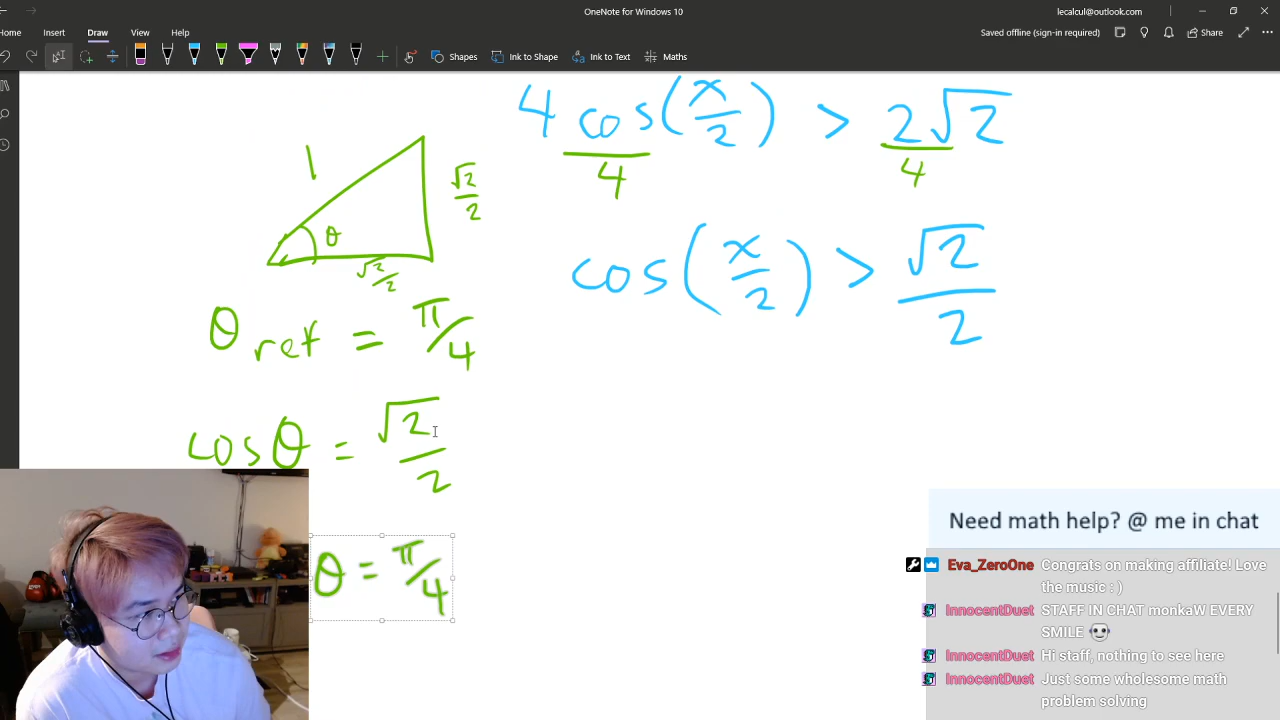 OneNote for Windows 10
lecalcul@outlook.com
Home Insert Draw View Help
Saved offline (sign-in required)
Share
Shapes Ink to Shape Ink to Text Maths
4 cos(x/2) > 2√2
4 4
cos(x/2) > √2/2
1
√2/2
θ
√2/2
θ ref = π/4
cosθ = √2/2
θ = π/4
Need math help? @ me in chat
Eva_ZeroOne Congrats on making affiliate! Love
the music : )
InnocentDuet STAFF IN CHAT monkaW EVERY
SMILE
InnocentDuet Hi staff, nothing to see here
InnocentDuet Just some wholesome math
problem solving